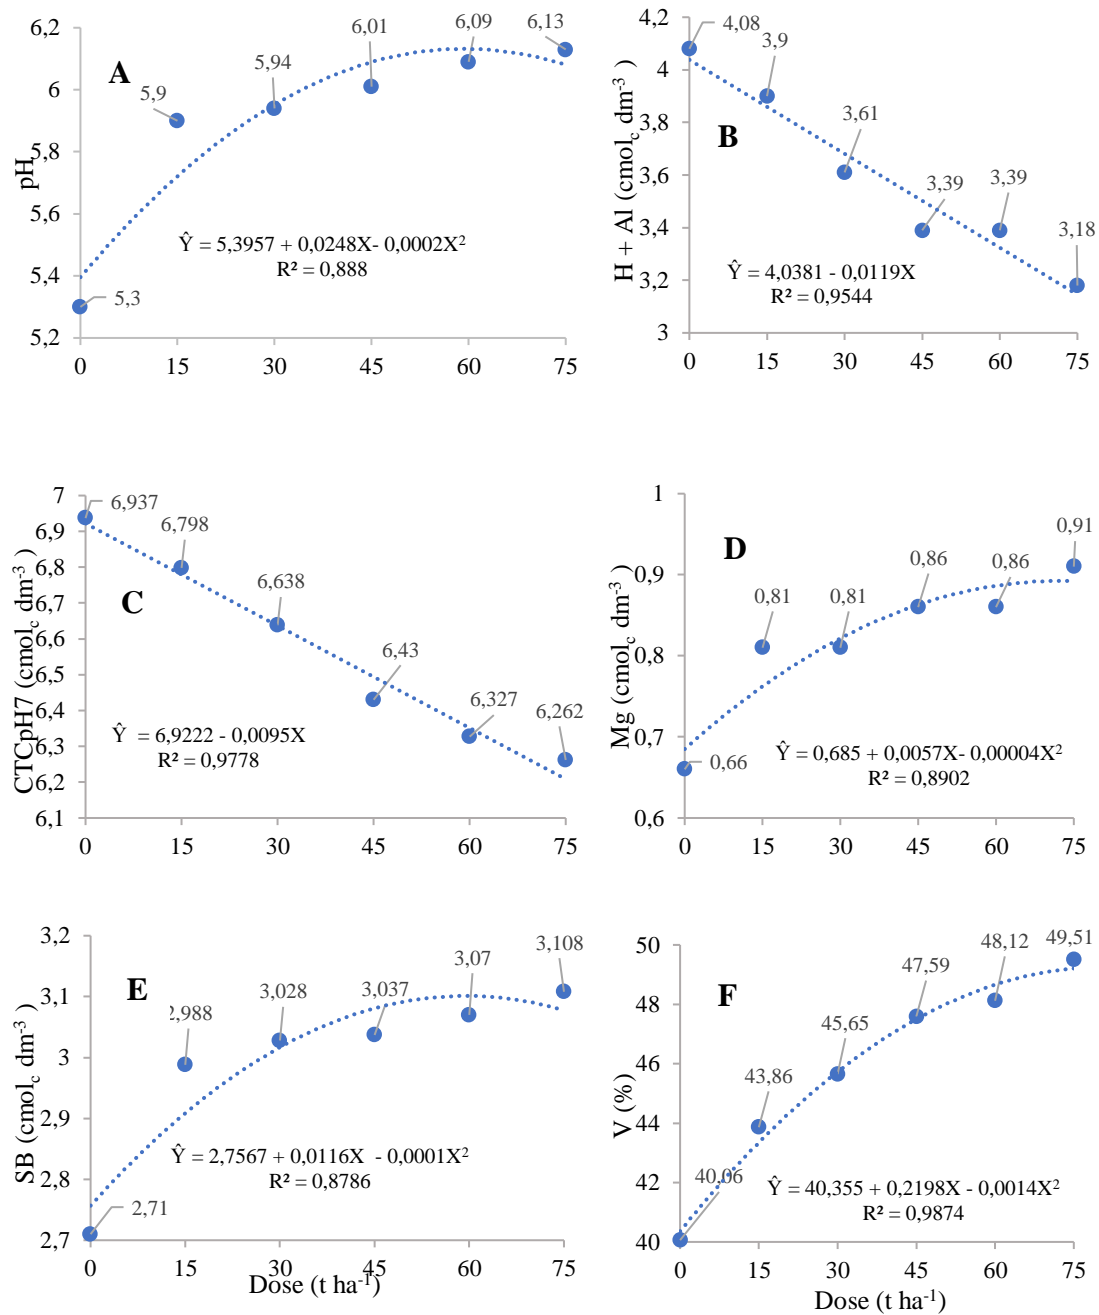 6,2
6
5,8
5,6
5,4
5,2
pH
A
5,3
5,9
5,94
6,01
6,09
6,13
Ŷ = 5,3957 + 0,0248X- 0,0002X²
R² = 0,888
0 15 30 45 60 75
4,2
4
3,8
3,6
3,4
3,2
3
H + Al (cmol_c dm⁻³)
B
4,08
3,9
3,61
3,39
3,39
3,18
Ŷ = 4,0381 - 0,0119X
R² = 0,9544
0 15 30 45 60 75
7
6,9
6,8
6,7
6,6
6,5
6,4
6,3
6,2
6,1
CTCpH7 (cmol_c dm⁻³ )
C
6,937
6,798
6,638
6,43
6,327
6,262
Ŷ = 6,9222 - 0,0095X
R² = 0,9778
0 15 30 45 60 75
1
0,9
0,8
0,7
0,6
Mg (cmol_c dm⁻³ )
D
0,66
0,81
0,81
0,86
0,86
0,91
Ŷ = 0,685 + 0,0057X- 0,00004X²
R² = 0,8902
0 15 30 45 60 75
3,2
3,1
3
2,9
2,8
2,7
SB (cmol_c dm⁻³ )
E
2,71
2,988
3,028
3,037
3,07
3,108
Ŷ = 2,7567 + 0,0116X - 0,0001X²
R² = 0,8786
0 15 30 45 60 75
Dose (t ha⁻¹)
50
48
46
44
42
40
V (%)
F
40,06
43,86
45,65
47,59
48,12
49,51
Ŷ = 40,355 + 0,2198X - 0,0014X²
R² = 0,9874
0 15 30 45 60 75
Dose (t ha⁻¹)